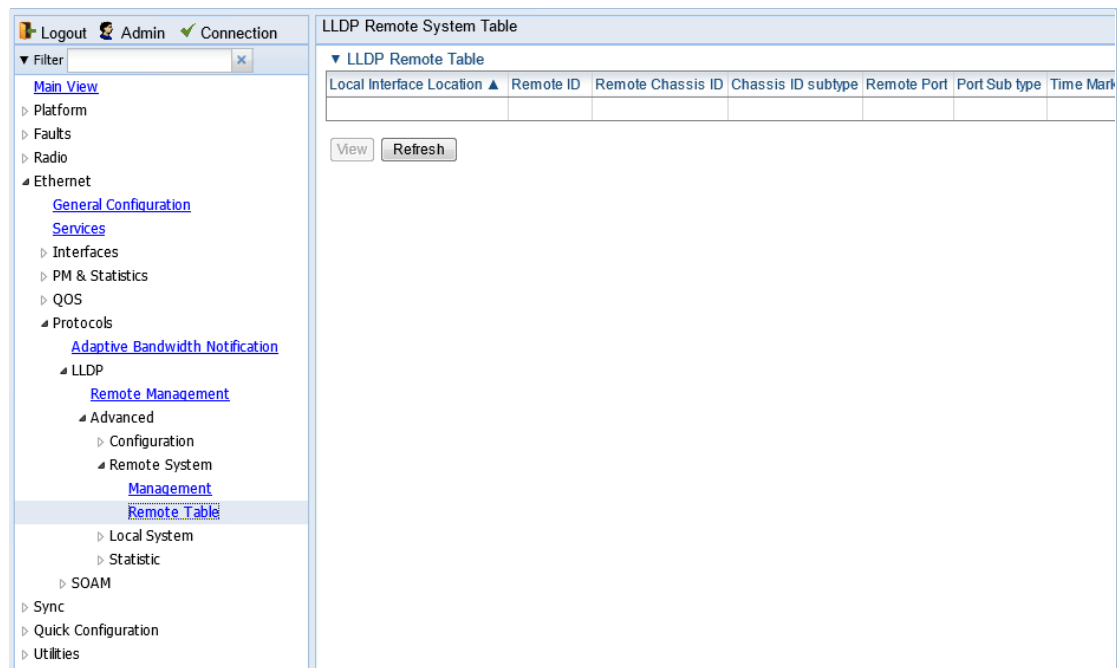 Logout Admin Connection
▼ Filter
Main View
Platform
Faults
Radio
Ethernet
General Configuration
Services
Interfaces
PM & Statistics
QOS
Protocols
Adaptive Bandwidth Notification
LLDP
Remote Management
Advanced
Configuration
Remote System
Management
Remote Table
Local System
Statistic
SOAM
Sync
Quick Configuration
Utilities
LLDP Remote System Table
▼ LLDP Remote Table
Local Interface Location ▲ Remote ID Remote Chassis ID Chassis ID subtype Remote Port Port Sub type Time Mark
View Refresh